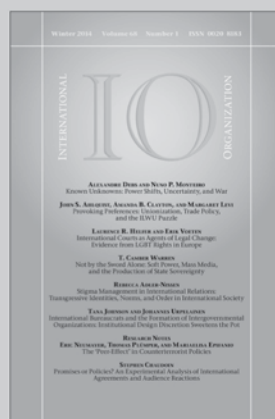 Winter 2014 Volume 68 Number 1 ISSN 0020 8183
INTERNATIONAL
IO
ORGANIZATION
ALEXANDRE DEBS AND NUNO P. MONTEIRO
Known Unknowns: Power Shifts, Uncertainty, and War
JOHN S. AHLQUIST, AMANDA B. CLAYTON, AND MARGARET LEVI
Provoking Preferences: Unionization, Trade Policy,
and the ILWU Puzzle
LAURENCE R. HELFER AND ERIK VOETEN
International Courts as Agents of Legal Change:
Evidence from LGBT Rights in Europe
T. CAMBER WARREN
Not by the Sword Alone: Soft Power, Mass Media,
and the Production of State Sovereignty
REBECCA ADLER-NISSEN
Stigma Management in International Relations:
Transgressive Identities, Norms, and Order in International Society
TANA JOHNSON AND JOHANNES URPELAINEN
International Bureaucrats and the Formation of Intergovernmental
Organizations: Institutional Design Discretion Sweetens the Pot
RESEARCH NOTES
ERIC NEUMAYER, THOMAS PLÜMPER, AND MARIAELISA EPIFANIO
The "Peer-Effect" in Counterterrorist Policies
STEPHEN CHAUDOIN
Promises or Policies? An Experimental Analysis of International
Agreements and Audience Reactions